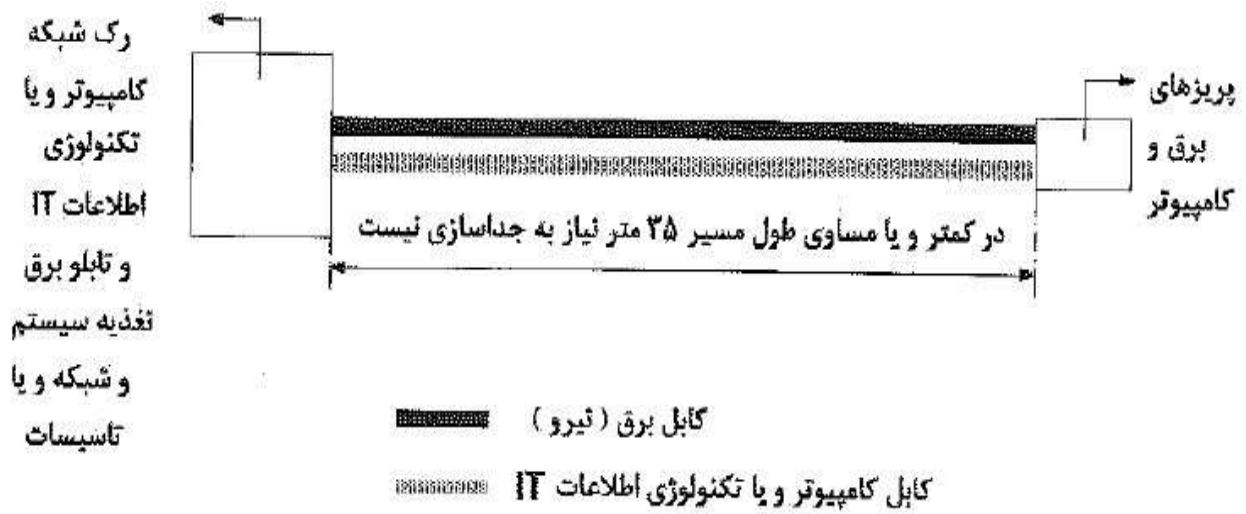 پریزهای
برق و
کامپیوتر
رک شبکه
کامپیوتر و یا
تکنولوژی
اطلاعات IT
و تابلو برق
تغذیه سیستم
و شبکه و یا
تاسیسات
در کمتر و یا مساوی طول مسیر ۳۵ متر نیاز به جداسازی نیست
کابل برق ( نیرو )
کابل کامپیوتر و یا تکنولوژی اطلاعات IT